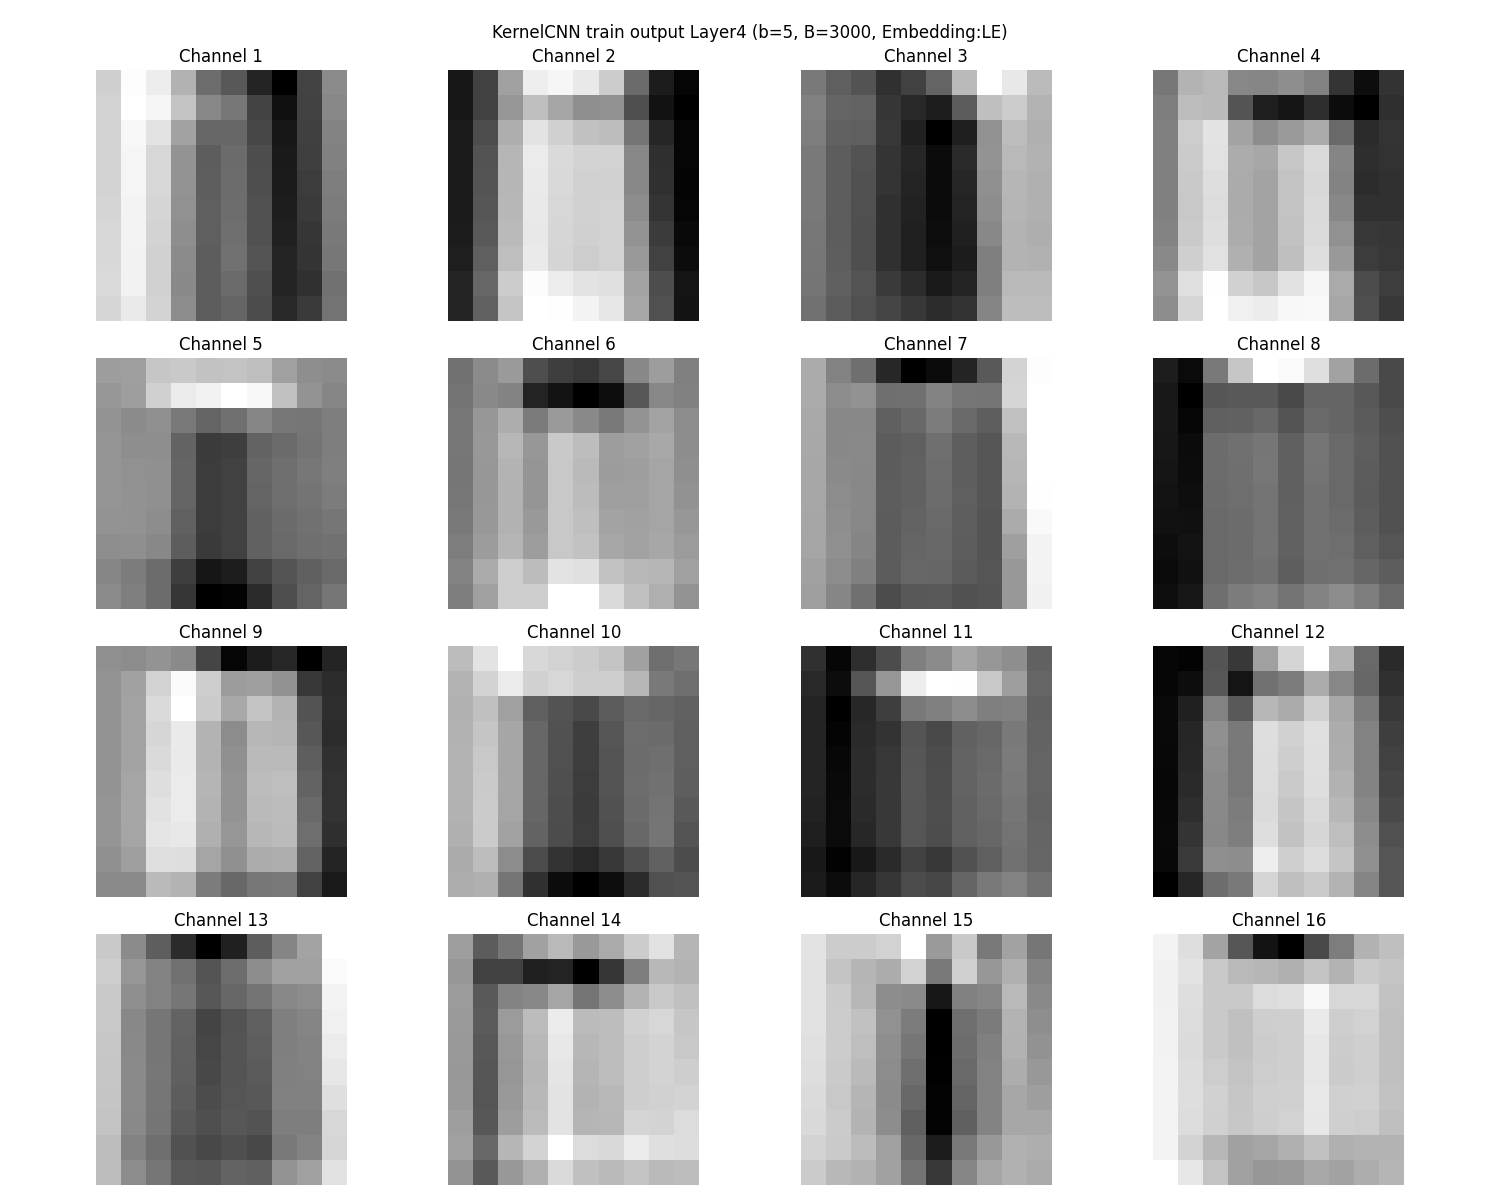 KernelCNN train output Layer4 (b=5, B=3000, Embedding:LE)
Channel 1
Channel 2
Channel 3
Channel 4
Channel 5
Channel 6
Channel 7
Channel 8
Channel 9
Channel 10
Channel 11
Channel 12
Channel 13
Channel 14
Channel 15
Channel 16